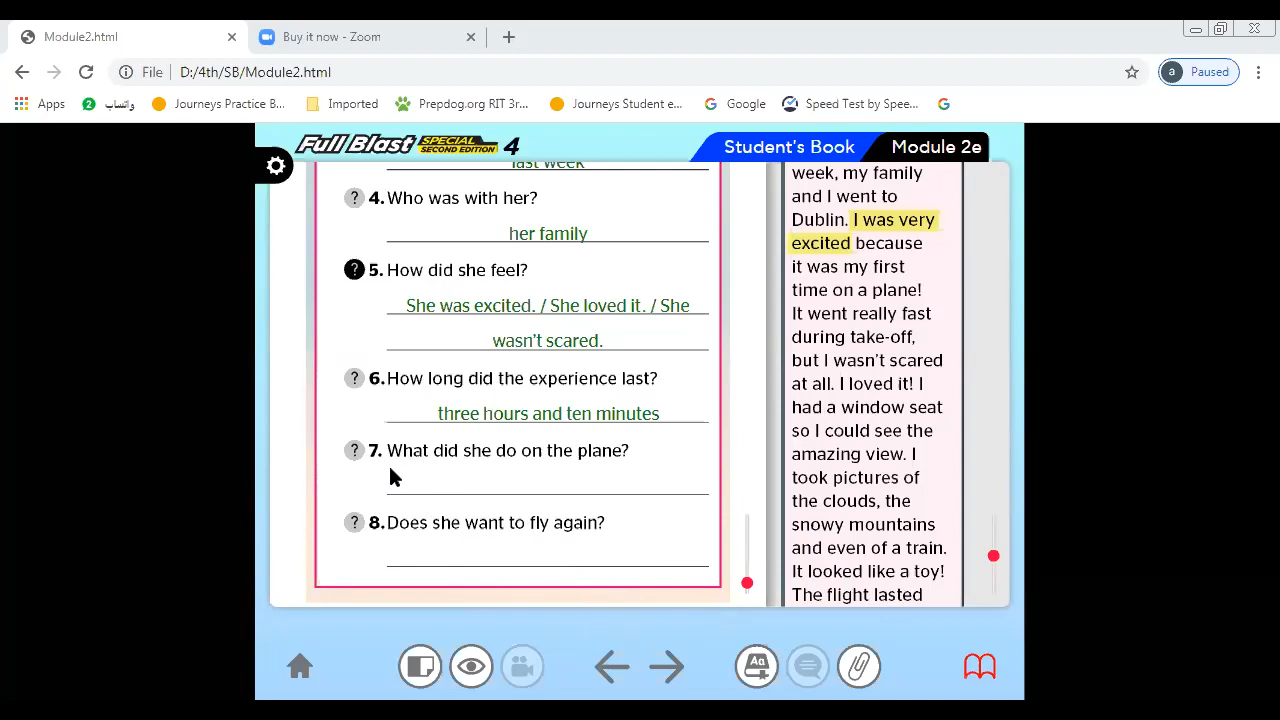 Module2.html
Buy it now - Zoom
File D:/4th/SB/Module2.html
Paused
Apps
واتساب
Journeys Practice B...
Imported
Prepdog.org RIT 3r...
Journeys Student e...
Google
Speed Test by Spee...
Full Blast SPECIAL SECOND EDITION 4
Student's Book
Module 2e
last week
4. Who was with her?
her family
5. How did she feel?
She was excited. / She loved it. / She
wasn't scared.
6. How long did the experience last?
three hours and ten minutes
7. What did she do on the plane?
8. Does she want to fly again?
week, my family
and I went to
Dublin. I was very
excited because
it was my first
time on a plane!
It went really fast
during take-off,
but I wasn't scared
at all. I loved it! I
had a window seat
so I could see the
amazing view. I
took pictures of
the clouds, the
snowy mountains
and even of a train.
It looked like a toy!
The flight lasted
Aa